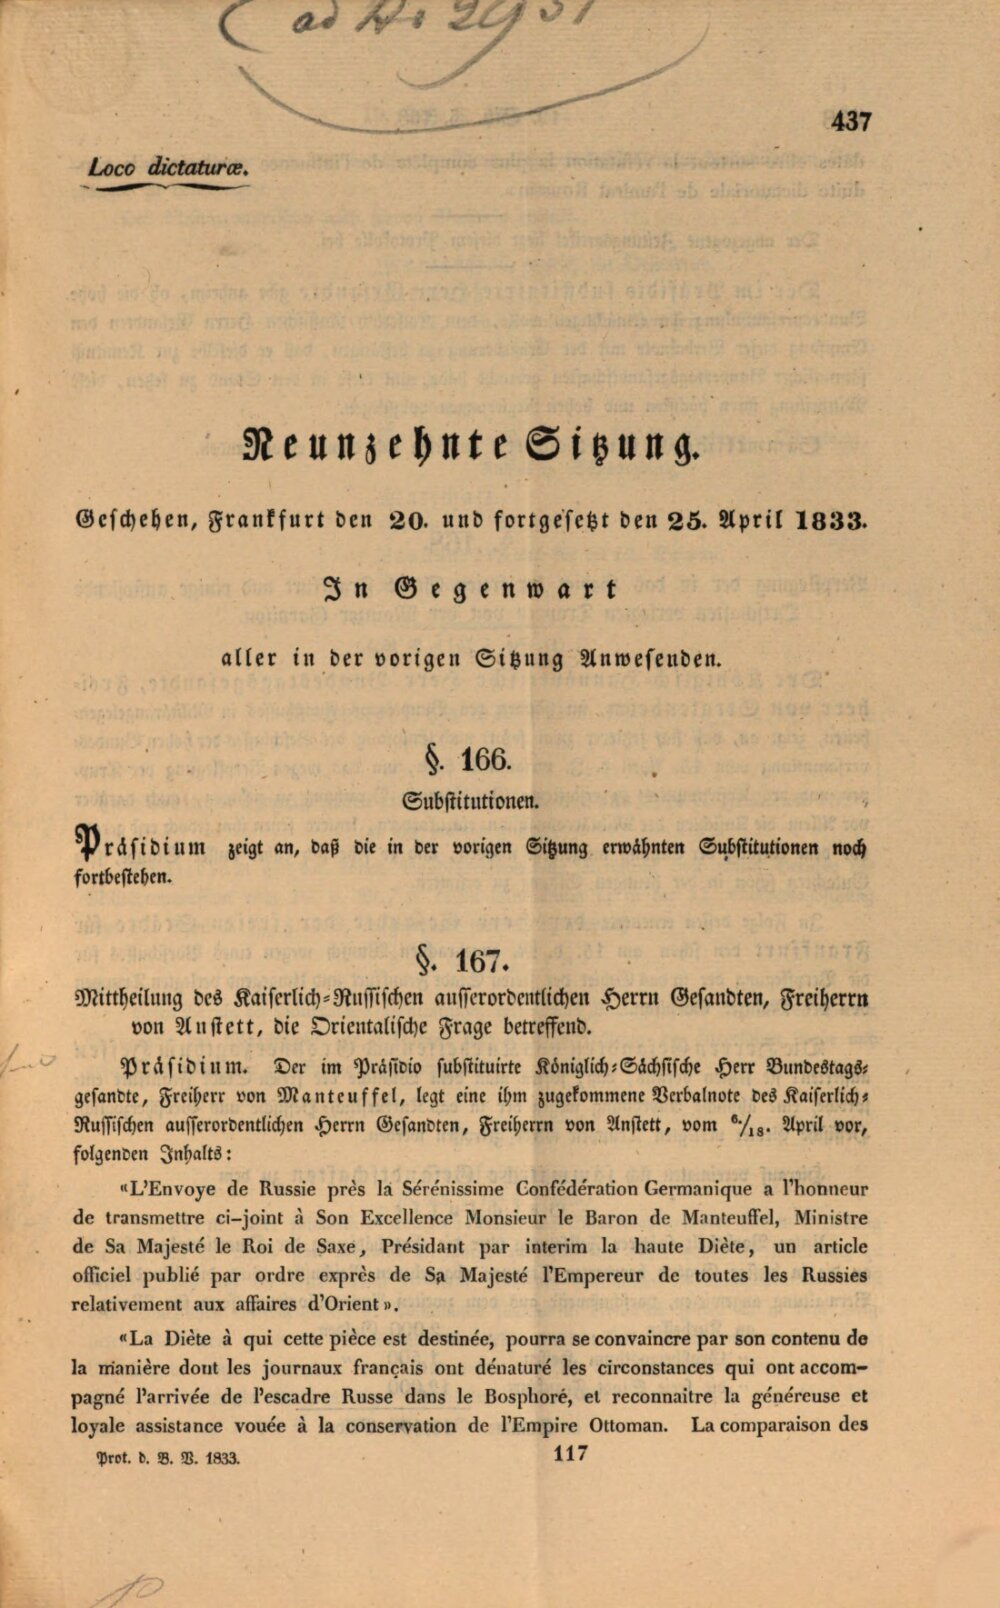 437
Loco dictaturæ.
Neunzehnte Sitzung.
Geschehen, Frankfurt den 20. und fortgesetzt den 25. April 1833.
In Gegenwart
aller in der vorigen Sitzung Anwesenden.
§. 166.
Substitutionen.
Präsidium zeigt an, daß die in der vorigen Sitzung erwähnten Substitutionen noch
fortbestehen.
§. 167.
Mittheilung des Kaiserlich-Russischen ausserordentlichen Herrn Gesandten, Freiherrn
von Anstett, die Orientalische Frage betreffend.
Präsidium. Der im Präsidio substituirte Königlich-Sächsische Herr Bundestags-
gesandte, Freiherr von Manteuffel, legt eine ihm zugekommene Verbalnote des Kaiserlich-
Russischen ausserordentlichen Herrn Gesandten, Freiherrn von Anstett, vom 6./18. April vor,
folgenden Inhalts:
«L'Envoye de Russie près la Sérénissime Confédération Germanique a l'honneur
de transmettre ci-joint à Son Excellence Monsieur le Baron de Manteuffel, Ministre
de Sa Majesté le Roi de Saxe, Présidant par interim la haute Diète, un article
officiel publié par ordre exprès de Sa Majesté l'Empereur de toutes les Russies
relativement aux affaires d'Orient».
«La Diète à qui cette pièce est destinée, pourra se convaincre par son contenu de
la manière dont les journaux français ont dénaturé les circonstances qui ont accom-
pagné l'arrivée de l'escadre Russe dans le Bosphoré, et reconnaitre la généreuse et
loyale assistance vouée à la conservation de l'Empire Ottoman. La comparaison des
Prot. d. B. V. 1833.
117